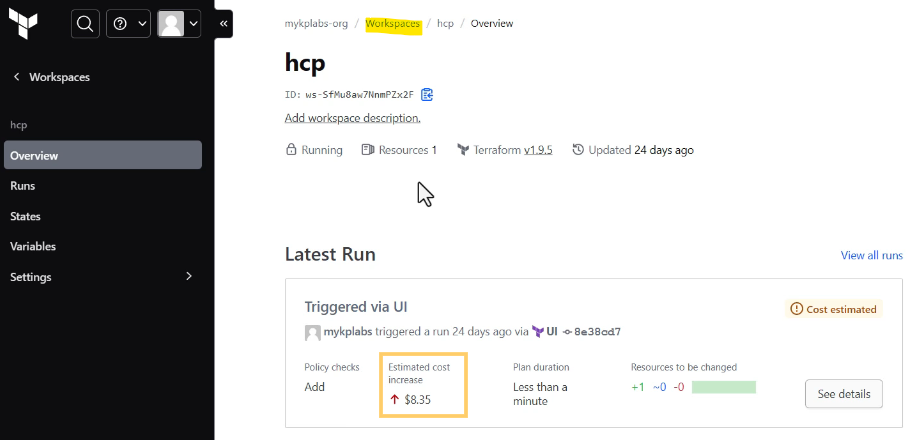 mykplabs-org / Workspaces / hcp / Overview
Workspaces
hcp
Overview
Runs
States
Variables
Settings
hcp
ID: ws-SfMu8aw7NnmPZx2F
Add workspace description.
Running Resources 1 Terraform v1.9.5 Updated 24 days ago
Latest Run
View all runs
Triggered via UI
Cost estimated
mykplabs triggered a run 24 days ago via UI 8e38ad7
Policy checks
Add
Estimated cost
increase
↑ $8.35
Plan duration
Less than a
minute
Resources to be changed
+1 ~0 -0
See details